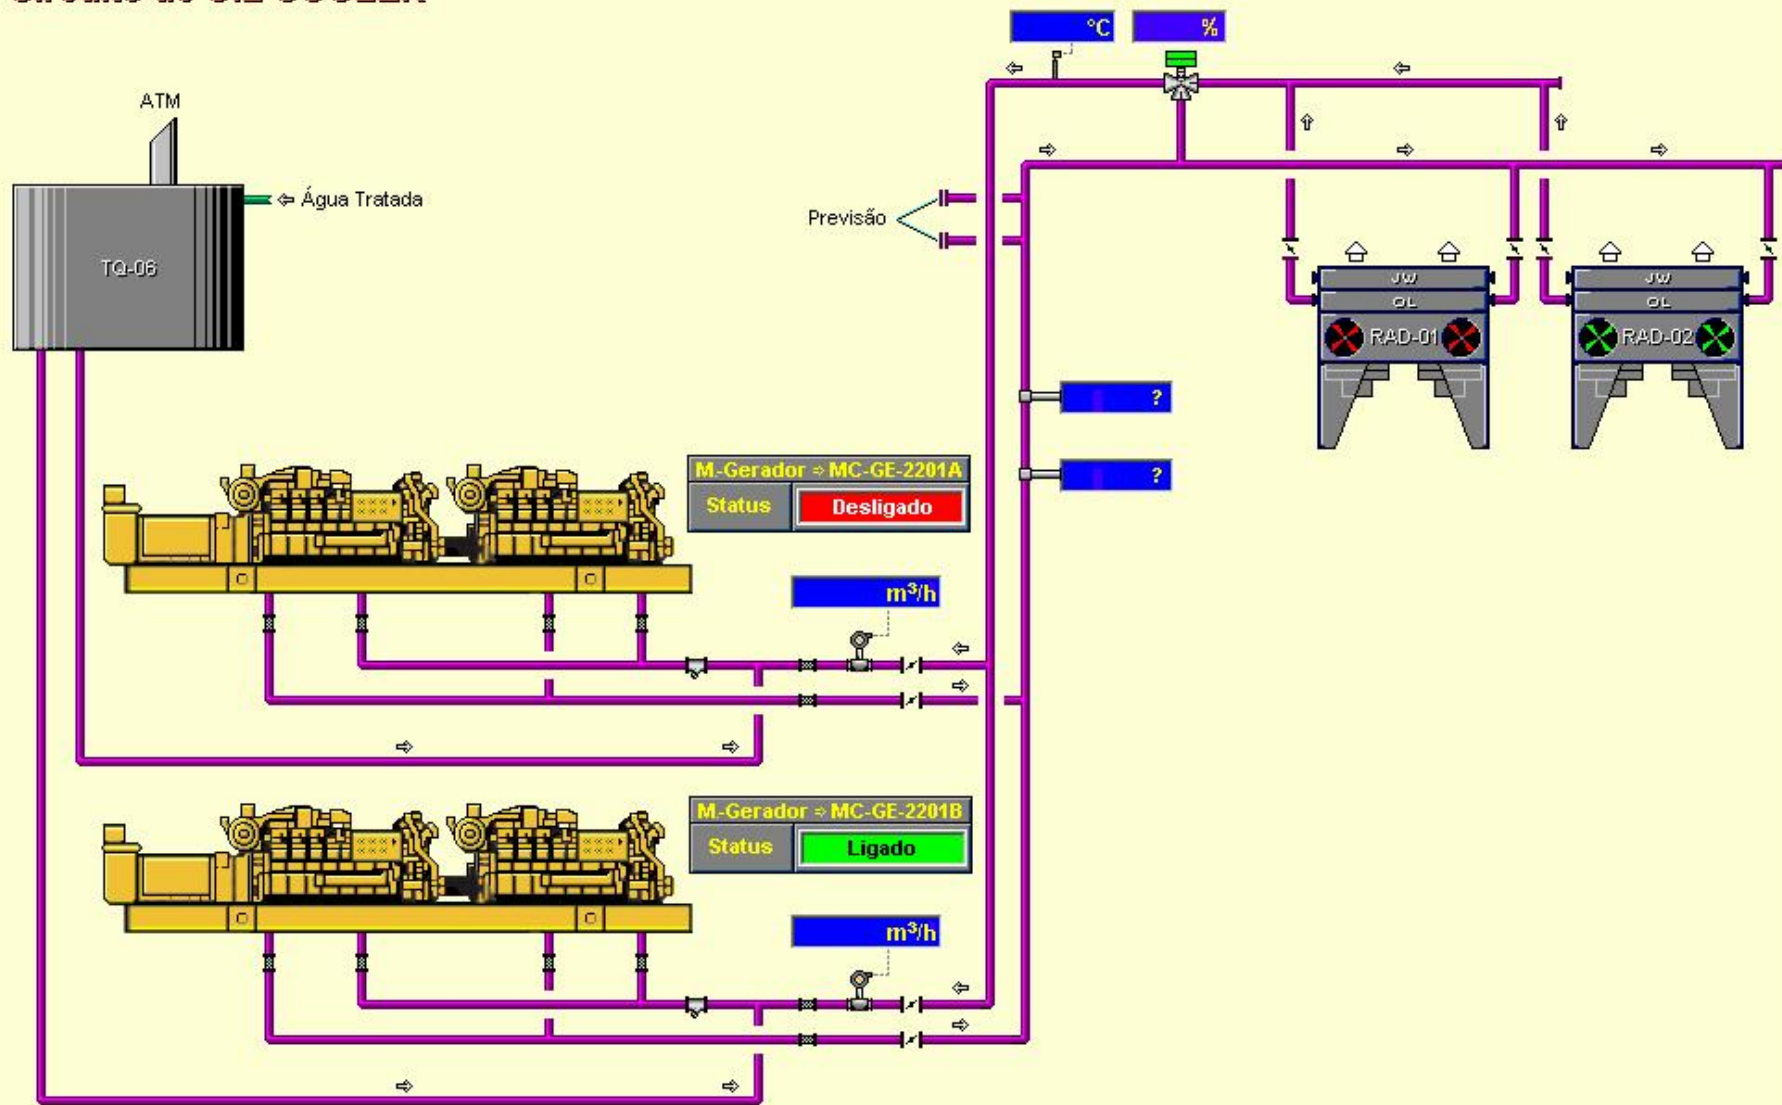 °C
%
ATM
⇦ Água Tratada
TQ-06
Previsão
JW
OL
RAD-01
JW
OL
RAD-02
?
?
M-Gerador ⇨ MC-GE-2201A
Status
Desligado
m³/h
M-Gerador ⇨ MC-GE-2201B
Status
Ligado
m³/h